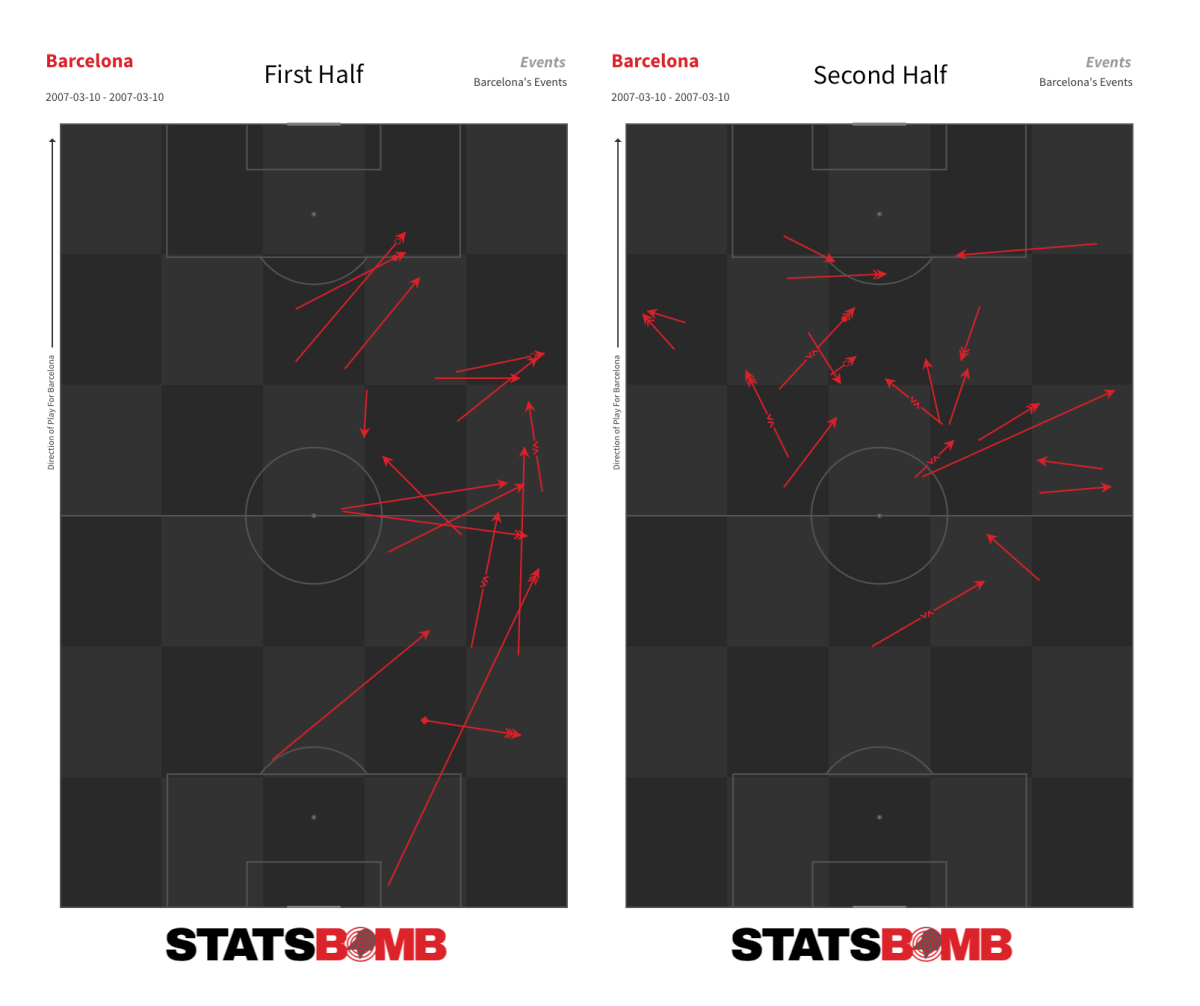 Barcelona
First Half
Events
Barcelona's Events
2007-03-10 - 2007-03-10
Direction of Play For Barcelona
STATSBOMB
Barcelona
Second Half
Events
Barcelona's Events
2007-03-10 - 2007-03-10
Direction of Play For Barcelona
STATSBOMB